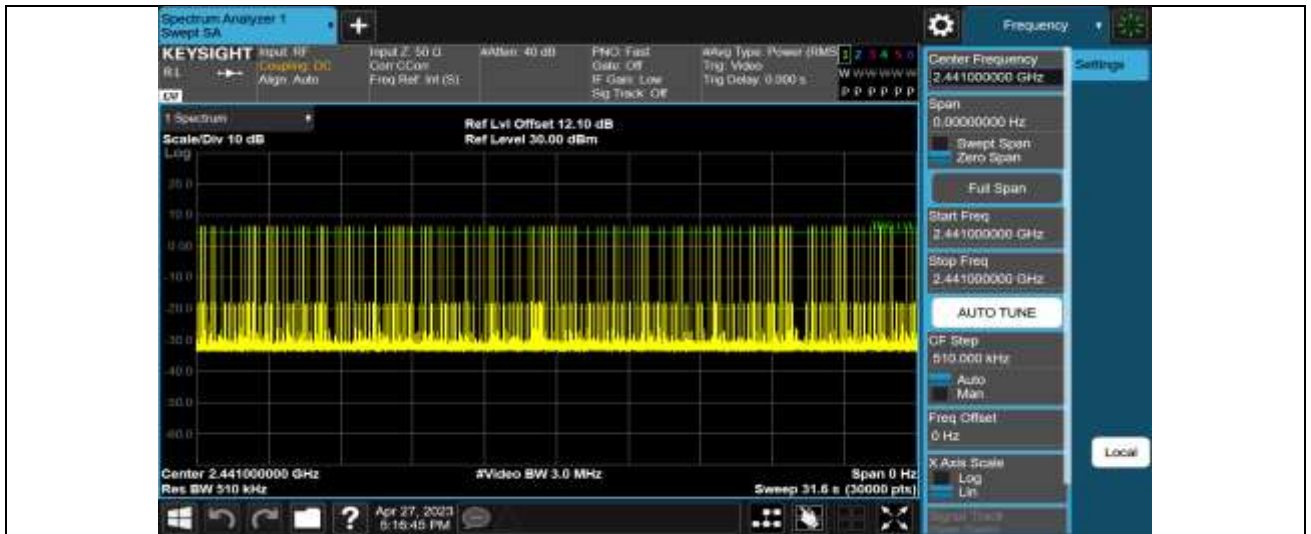 Spectrum Analyzer 1
Swept SA
+
Frequency
KEYSIGHT
Input: RF
Coupling: DC
Align: Auto
Input Z: 50 Ω
Corr CCorr
Freq Ref: Int (S)
#Atten: 40 dB
PNO: Fast
Gate: Off
IF Gain: Low
Sig Track: Off
#Avg Type: Power (RMS
Trig: Video
Trig Delay: 0.000 s
1 2 3 4 5 6
W W W W W W
P P P P P P
RL
1 Spectrum
Scale/Div 10 dB
Log
Ref Lvl Offset 12.10 dB
Ref Level 30.00 dBm
20.0
10.0
0.00
-10.0
-20.0
-30.0
-40.0
-50.0
-60.0
Center 2.441000000 GHz
Res BW 510 kHz
#Video BW 3.0 MHz
Span 0 Hz
Sweep 31.6 s (30000 pts)
Center Frequency
2.441000000 GHz
Settings
Span
0.00000000 Hz
Swept Span
Zero Span
Full Span
Start Freq
2.441000000 GHz
Stop Freq
2.441000000 GHz
AUTO TUNE
CF Step
510.000 kHz
Auto
Man
Freq Offset
0 Hz
X Axis Scale
Log
Lin
Signal Track
Local
?
Apr 27, 2023
5:16:45 PM